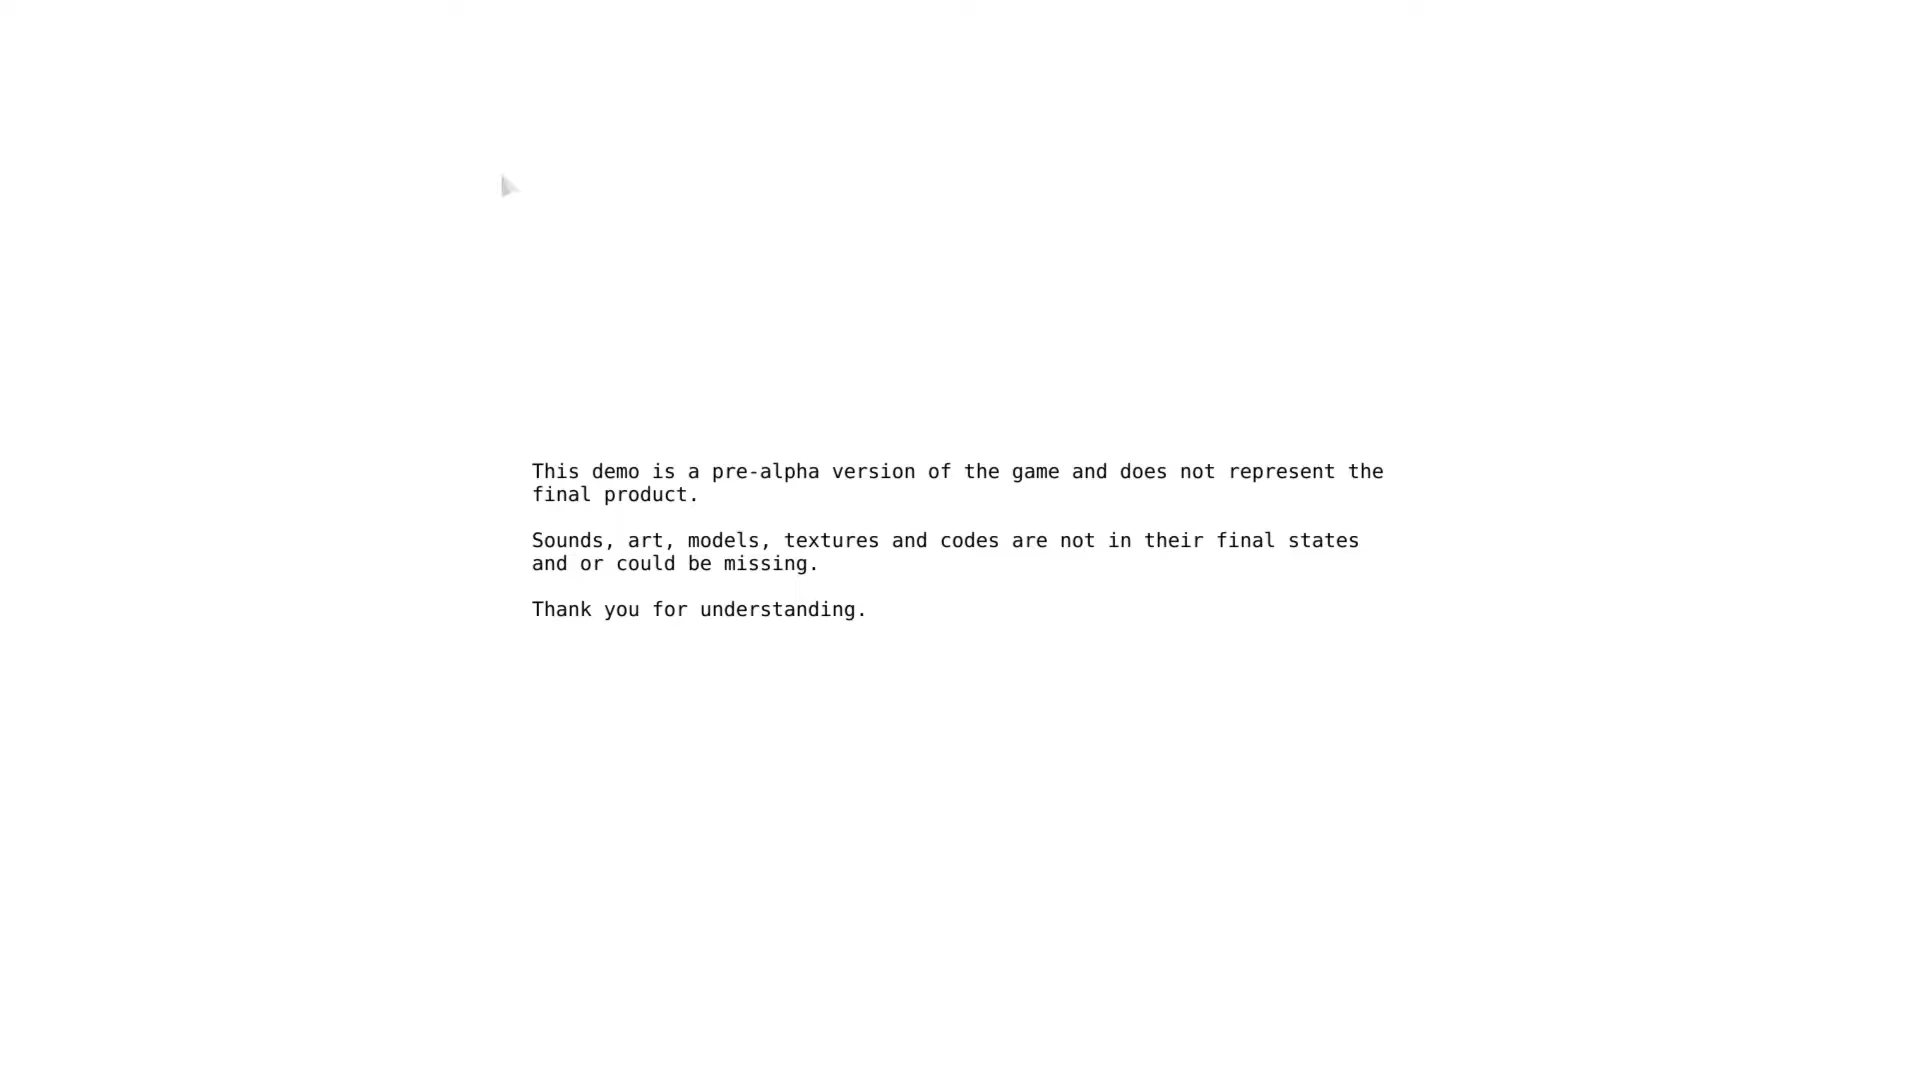 This demo is a pre-alpha version of the game and does not represent the
final product.
Sounds, art, models, textures and codes are not in their final states
and or could be missing.
Thank you for understanding.